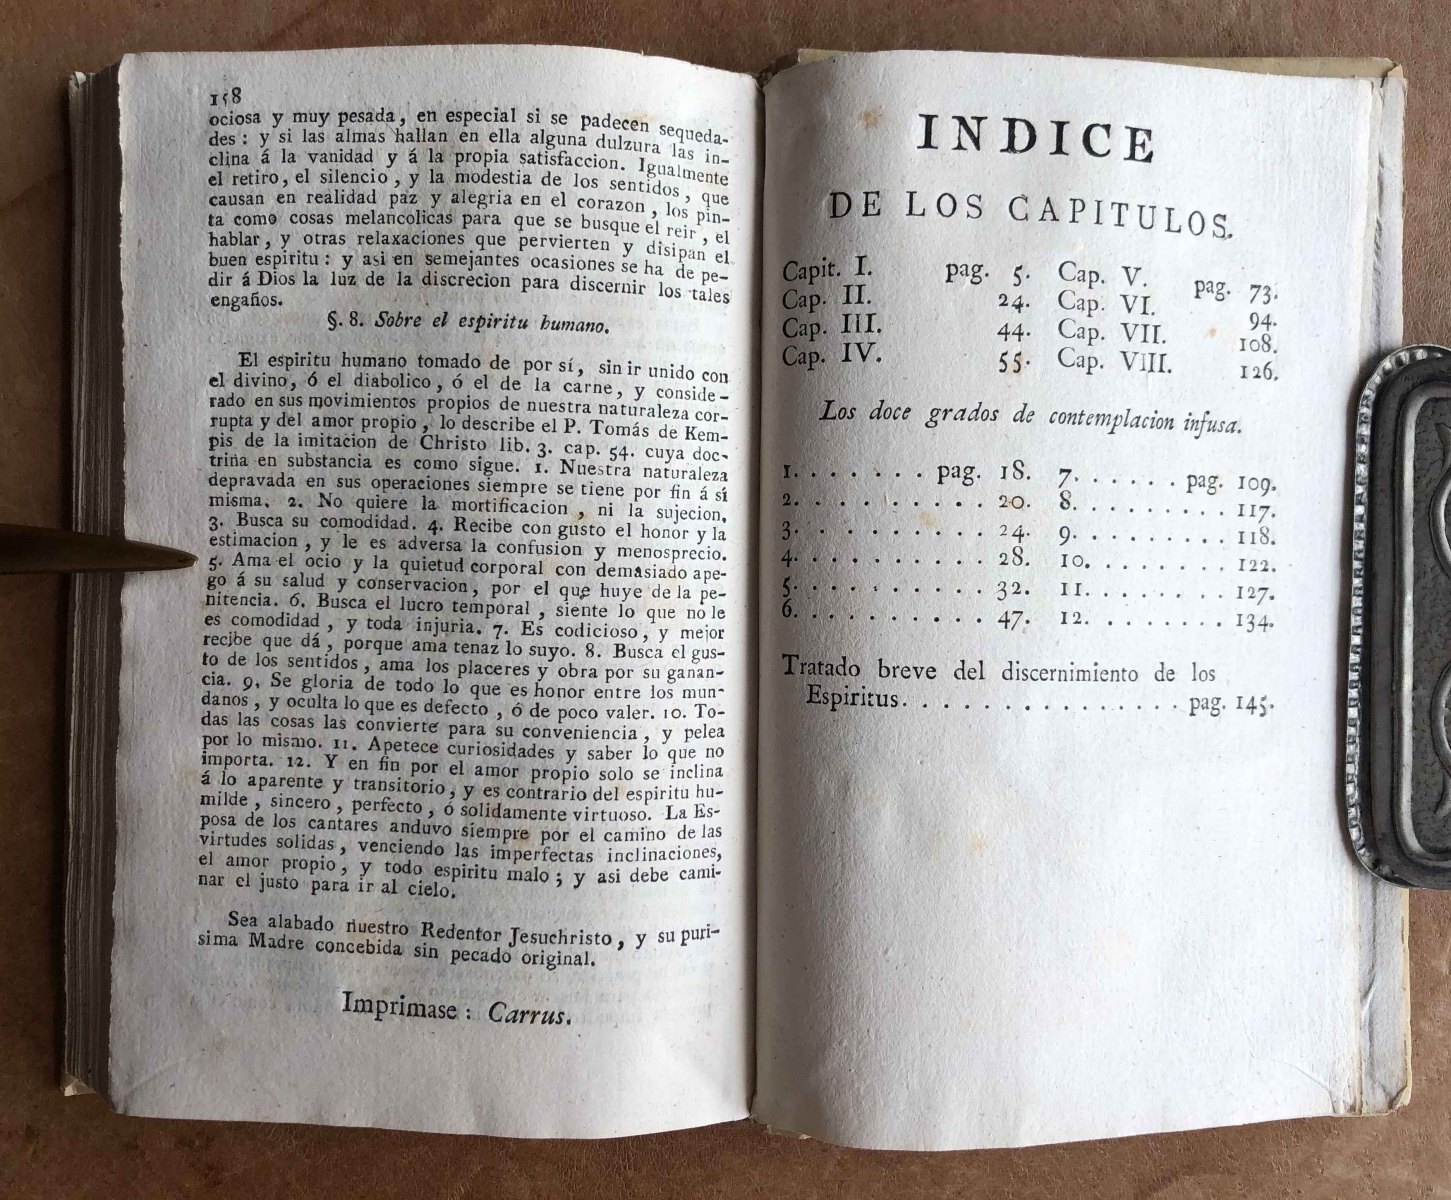 158
ociosa y muy pesada, en especial si se padecen sequeda-
des: y si las almas hallan en ella alguna dulzura las in-
clina á la vanidad y á la propia satisfaccion. Igualmente
el retiro, el silencio, y la modestia de los sentidos, que
causan en realidad paz y alegria en el corazon, los pin-
ta como cosas melancolicas para que se busque el reir, el
hablar, y otras relaxaciones que pervierten y disipan el
buen espiritu: y asi en semejantes ocasiones se ha de pe-
dir á Dios la luz de la discrecion para discernir los tales
engaños.
§. 8. Sobre el espiritu humano.
El espiritu humano tomado de por sí, sin ir unido con
el divino, ó el diabolico, ó el de la carne, y conside-
rado en sus movimientos propios de nuestra naturaleza cor-
rupta y del amor propio, lo describe el P. Tomás de Kem-
pis de la imitacion de Christo lib. 3. cap. 54. cuya doc-
trina en substancia es como sigue. 1. Nuestra naturaleza
depravada en sus operaciones siempre se tiene por fin á sí
misma. 2. No quiere la mortificacion, ni la sujecion.
3. Busca su comodidad. 4. Recibe con gusto el honor y la
estimacion, y le es adversa la confusion y menosprecio.
5. Ama el ocio y la quietud corporal con demasiado ape-
go á su salud y conservacion, por el que huye de la pe-
nitencia. 6. Busca el lucro temporal, siente lo que no le
es comodidad, y toda injuria. 7. Es codicioso, y mejor
recibe que dá, porque ama tenaz lo suyo. 8. Busca el gus-
to de los sentidos, ama los placeres y obra por su ganan-
cia. 9. Se gloria de todo lo que es honor entre los mun-
danos, y oculta lo que es defecto, ó de poco valer. 10. To-
das las cosas las convierte para su conveniencia, y pelea
por lo mismo. 11. Apetece curiosidades y saber lo que no
importa. 12. Y en fin por el amor propio solo se inclina
á lo aparente y transitorio, y es contrario del espiritu hu-
milde, sincero, perfecto, ó solidamente virtuoso. La Es-
posa de los cantares anduvo siempre por el camino de las
virtudes solidas, venciendo las imperfectas inclinaciones,
el amor propio, y todo espiritu malo; y asi debe cami-
nar el justo para ir al cielo.
Sea alabado nuestro Redentor Jesuchristo, y su puri-
sima Madre concebida sin pecado original.
Imprimase: Carrus.
INDICE
DE LOS CAPITULOS.
Capit. I. pag. 5. Cap. V. pag. 73.
Cap. II. 24. Cap. VI. 94.
Cap. III. 44. Cap. VII. 108.
Cap. IV. 55. Cap. VIII. 126.
Los doce grados de contemplacion infusa.
1. . . . . . . pag. 18. 7. . . . . . . pag. 109.
2. . . . . . . . . . 20. 8. . . . . . . . . 117.
3. . . . . . . . . . 24. 9. . . . . . . . . 118.
4. . . . . . . . . . 28. 10. . . . . . . . 122.
5. . . . . . . . . . 32. 11. . . . . . . . 127.
6. . . . . . . . . . 47. 12. . . . . . . . 134.
Tratado breve del discernimiento de los
Espiritus. . . . . . . . . . . . . . . pag. 145.